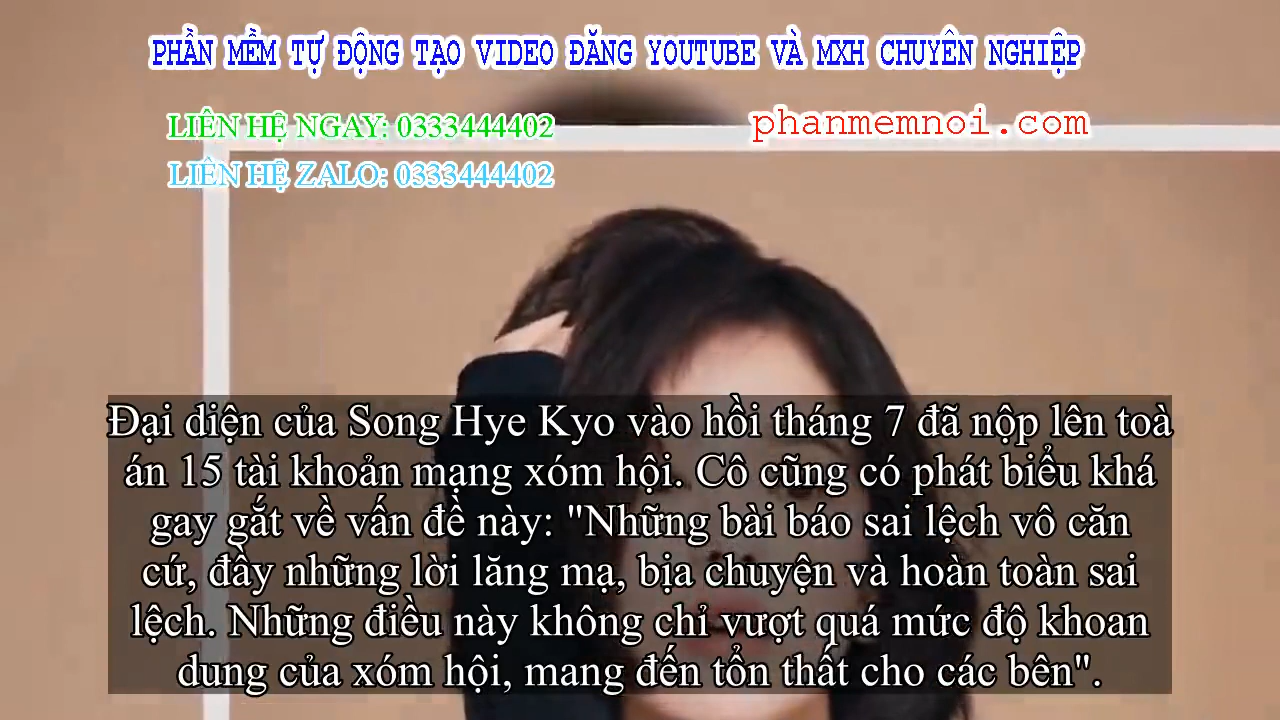 PHẦN MỀM TỰ ĐỘNG TẠO VIDEO ĐĂNG YOUTUBE VÀ MXH CHUYÊN NGHIỆP
LIÊN HỆ NGAY: 0333444402
phanmemnoi.com
LIÊN HỆ ZALO: 0333444402
Đại diện của Song Hye Kyo vào hồi tháng 7 đã nộp lên toà
án 15 tài khoản mạng xóm hội. Cô cũng có phát biểu khá
gay gắt về vấn đề này: "Những bài báo sai lệch vô căn
cứ, đầy những lời lăng mạ, bịa chuyện và hoàn toàn sai
lệch. Những điều này không chỉ vượt quá mức độ khoan
dung của xóm hội, mang đến tổn thất cho các bên".